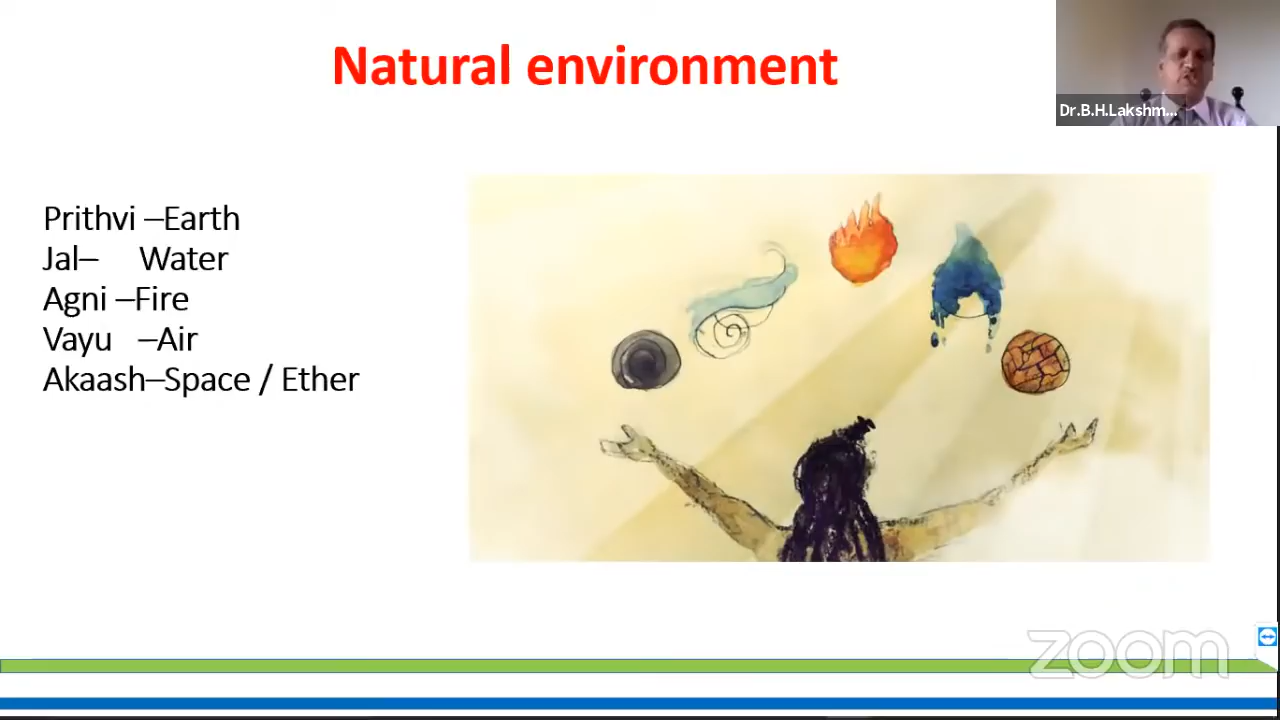 Natural environment
Dr.B.H.Lakshm...
Prithvi –Earth
Jal– Water
Agni –Fire
Vayu –Air
Akaash–Space / Ether
zoom